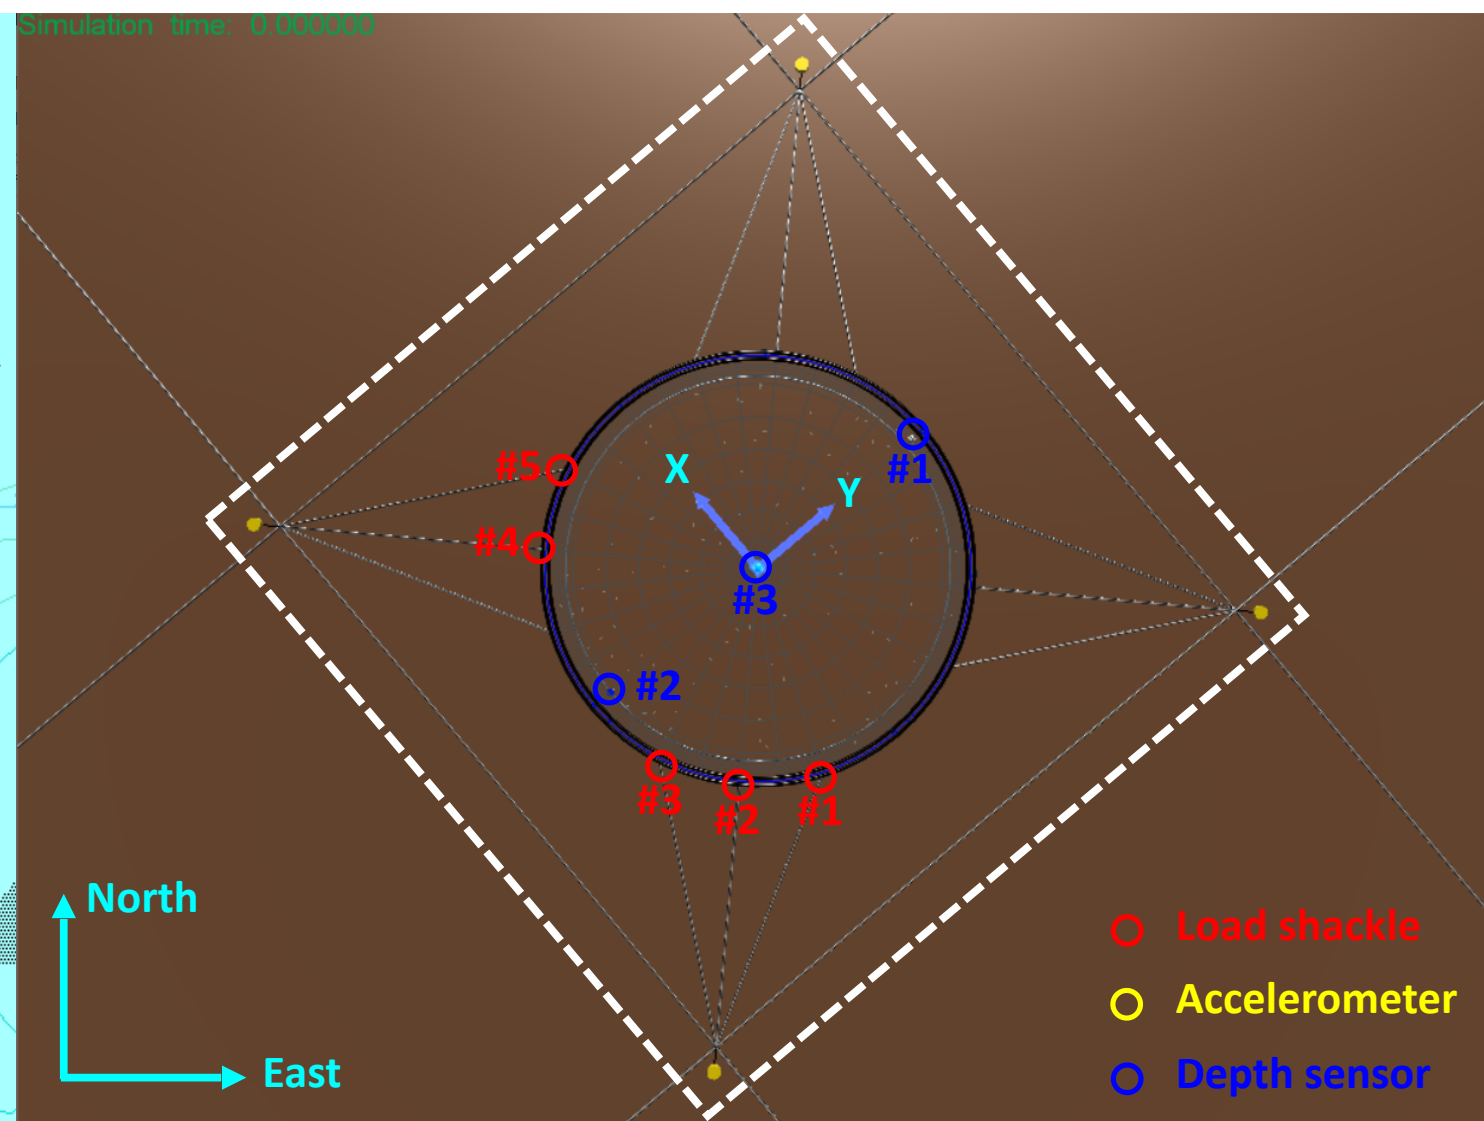 Simulation time: 0.000000
#5
X
Y
#1
#4
#3
#2
#3
#2
#1
North
East
Load shackle
Accelerometer
Depth sensor